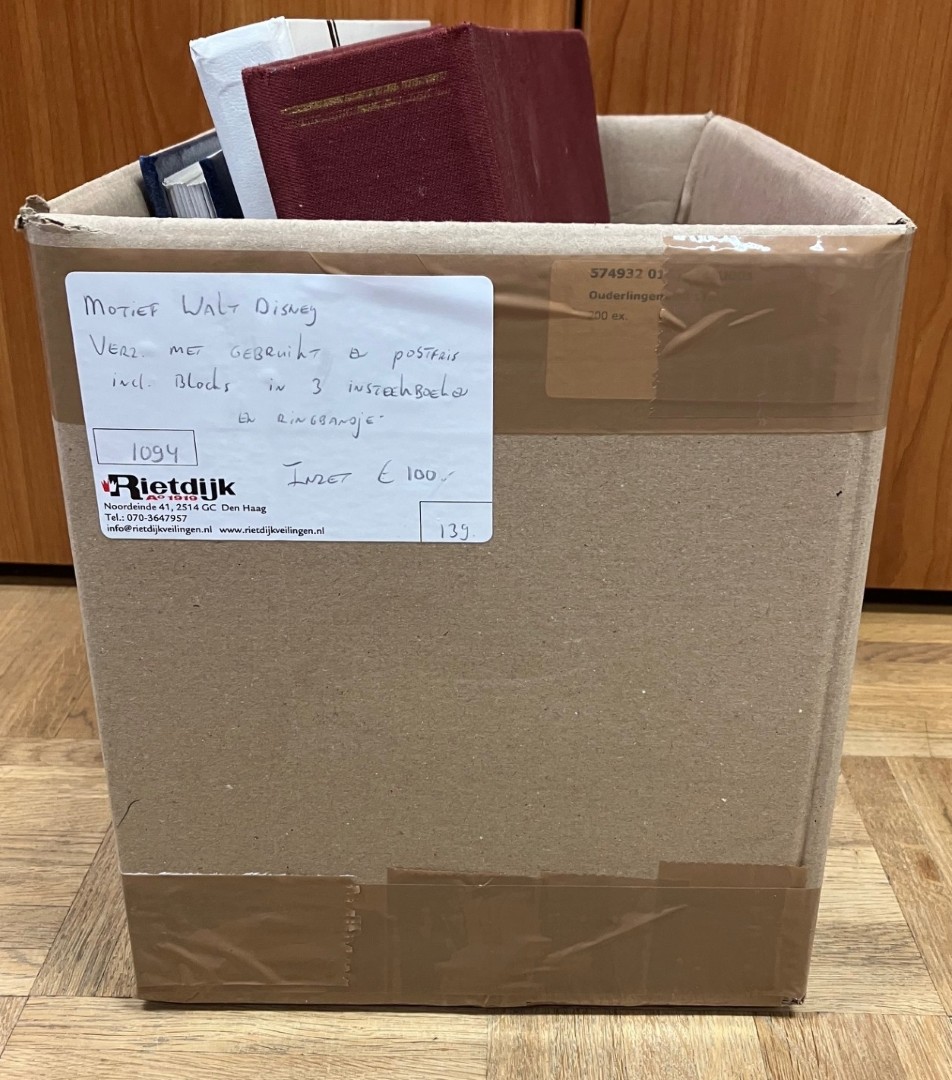 Motief Walt Disney
Verz. met gebruikt en postfris
incl. Blocks in 3 insteekboeken
en ringbandje
1094
Inzet € 100,-
Rietdijk
A° 1919
Noordeinde 41, 2514 GC Den Haag
Tel.: 070-3647957
info@rietdijkveilingen.nl www.rietdijkveilingen.nl
139
574932 01
200 ex.